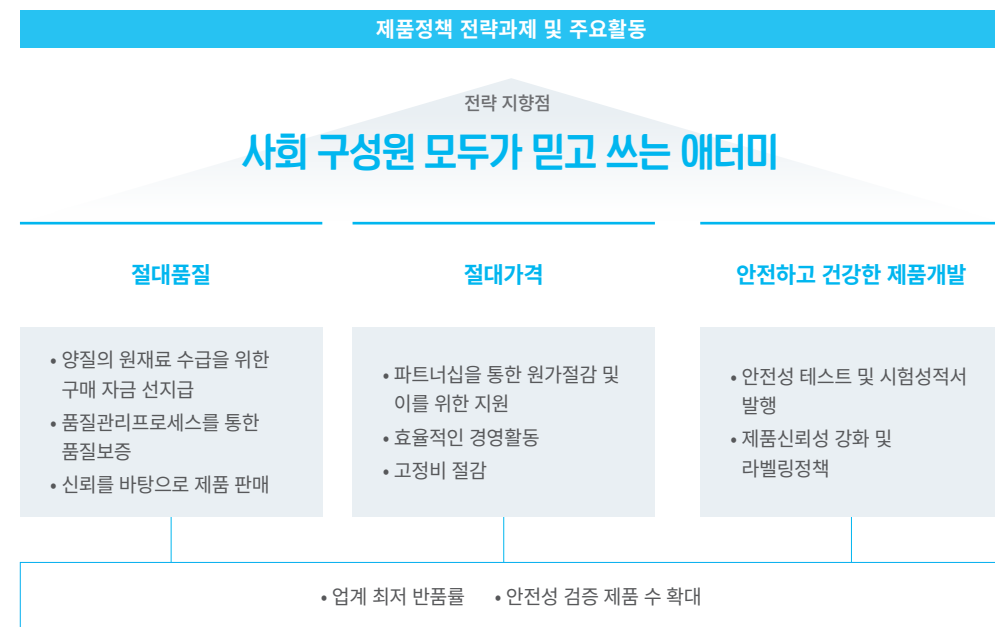 제품정책 전략과제 및 주요활동
전략 지향점
사회 구성원 모두가 믿고 쓰는 애터미
절대품질
• 양질의 원재료 수급을 위한
구매 자금 선지급
• 품질관리프로세스를 통한
품질보증
• 신뢰를 바탕으로 제품 판매
절대가격
• 파트너십을 통한 원가절감 및
이를 위한 지원
• 효율적인 경영활동
• 고정비 절감
안전하고 건강한 제품개발
• 안전성 테스트 및 시험성적서
발행
• 제품신뢰성 강화 및
라벨링정책
• 업계 최저 반품률 • 안전성 검증 제품 수 확대